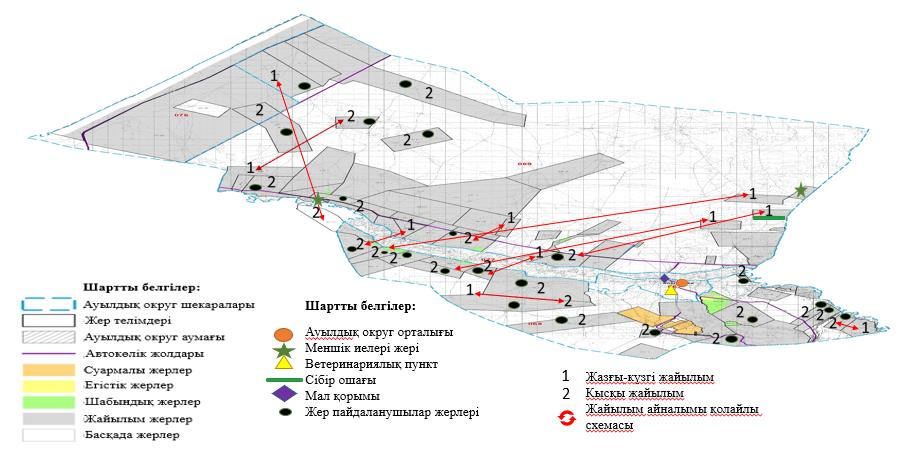 Шартты белгілер:
Ауылдық округ шекаралары
Жер телімдері
Ауылдық округ аумағы
Автокөлік жолдары
Суармалы жерлер
Егістік жерлер
Шабындық жерлер
Жайылым жерлер
Басқада жерлер
Шартты белгілер:
Ауылдық округ орталығы
Меншік иелері жері
Ветеринариялық пункт
Сібір ошағы
Мал қорымы
Жер пайдаланушылар жерлері
1 Жазғы-күзгі жайылым
2 Қысқы жайылым
Жайылым айналымы қолайлы
схемасы